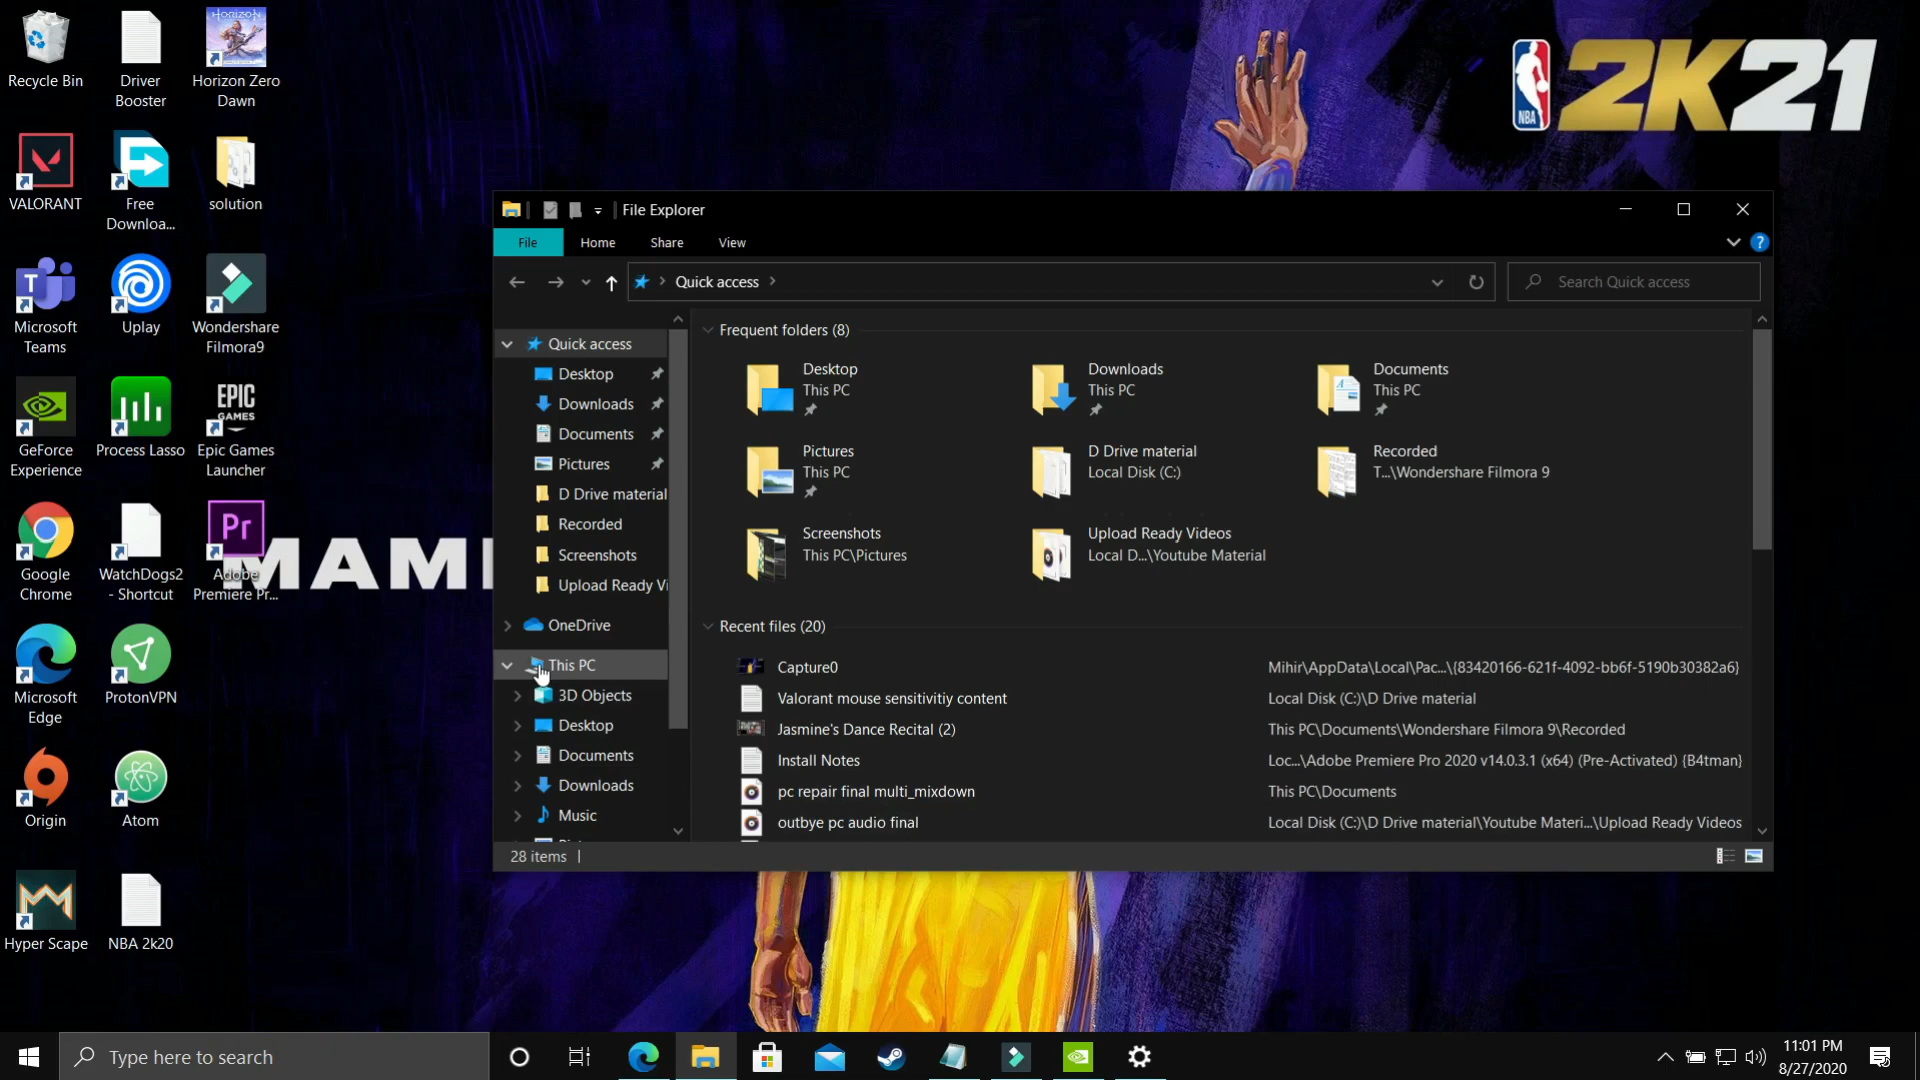 Recycle Bin
Driver
Booster
Horizon Zero
Dawn
HORIZON
VALORANT
Free
Downloa...
solution
Microsoft
Teams
Uplay
Wondershare
Filmora9
GeForce
Experience
Process Lasso
EPIC
GAMES
Epic Games
Launcher
Google
Chrome
WatchDogs2
- Shortcut
Pr
Adobe
Premiere Pr...
Microsoft
Edge
ProtonVPN
Origin
Atom
Hyper Scape
NBA 2k20
MAM
NBA
2K21
File Explorer
File
Home
Share
View
?
Quick access
Search Quick access
Quick access
Desktop
Downloads
Documents
Pictures
D Drive material
Recorded
Screenshots
Upload Ready Vi
OneDrive
This PC
3D Objects
Desktop
Documents
Downloads
Music
Frequent folders (8)
Desktop
This PC
Downloads
This PC
Documents
This PC
Pictures
This PC
D Drive material
Local Disk (C:)
Recorded
T...\Wondershare Filmora 9
Screenshots
This PC\Pictures
Upload Ready Videos
Local D...\Youtube Material
Recent files (20)
Capture0 Mihir\AppData\Local\Pac...\{83420166-621f-4092-bb6f-5190b30382a6}
Valorant mouse sensitivitiy content Local Disk (C:)\D Drive material
Jasmine's Dance Recital (2) This PC\Documents\Wondershare Filmora 9\Recorded
Install Notes Loc...\Adobe Premiere Pro 2020 v14.0.3.1 (x64) (Pre-Activated) {B4tman}
pc repair final multi_mixdown This PC\Documents
outbye pc audio final Local Disk (C:)\D Drive material\Youtube Materi...\Upload Ready Videos
28 items
Type here to search
11:01 PM
8/27/2020